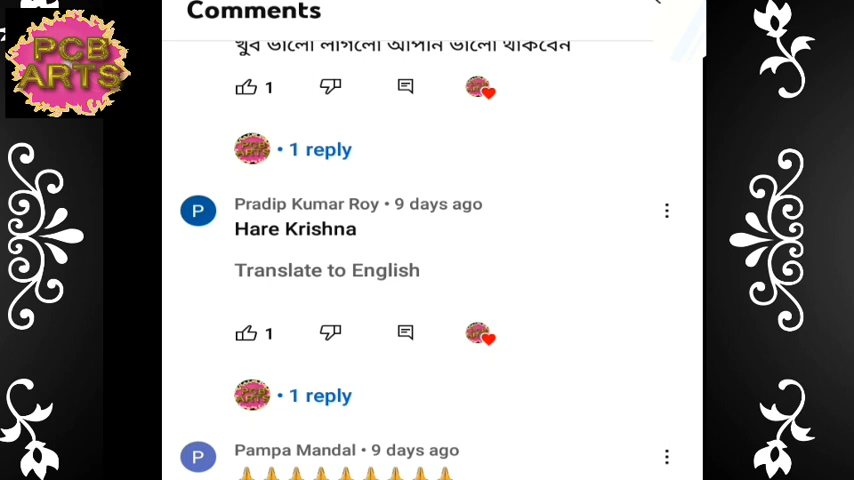 PCB
ARTS
Comments
খুব ভালো লাগলো আপনি ভালো থাকবেন
1
• 1 reply
P
Pradip Kumar Roy • 9 days ago
Hare Krishna
Translate to English
1
• 1 reply
P
Pampa Mandal • 9 days ago
🙏🙏🙏🙏🙏🙏🙏🙏🙏